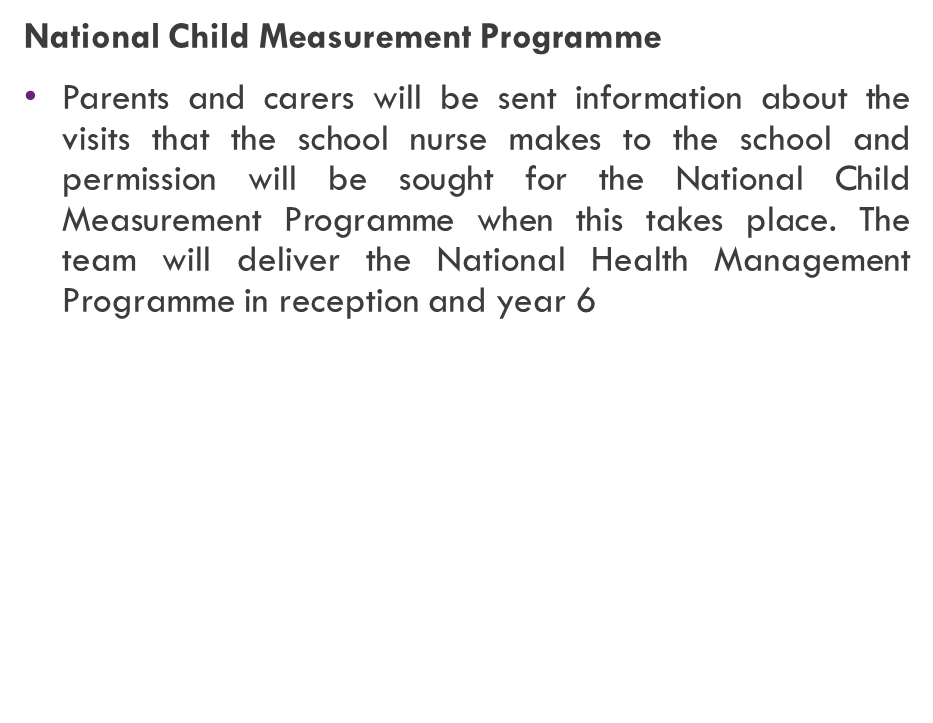 National Child Measurement Programme
• Parents and carers will be sent information about the
visits that the school nurse makes to the school and
permission will be sought for the National Child
Measurement Programme when this takes place. The
team will deliver the National Health Management
Programme in reception and year 6